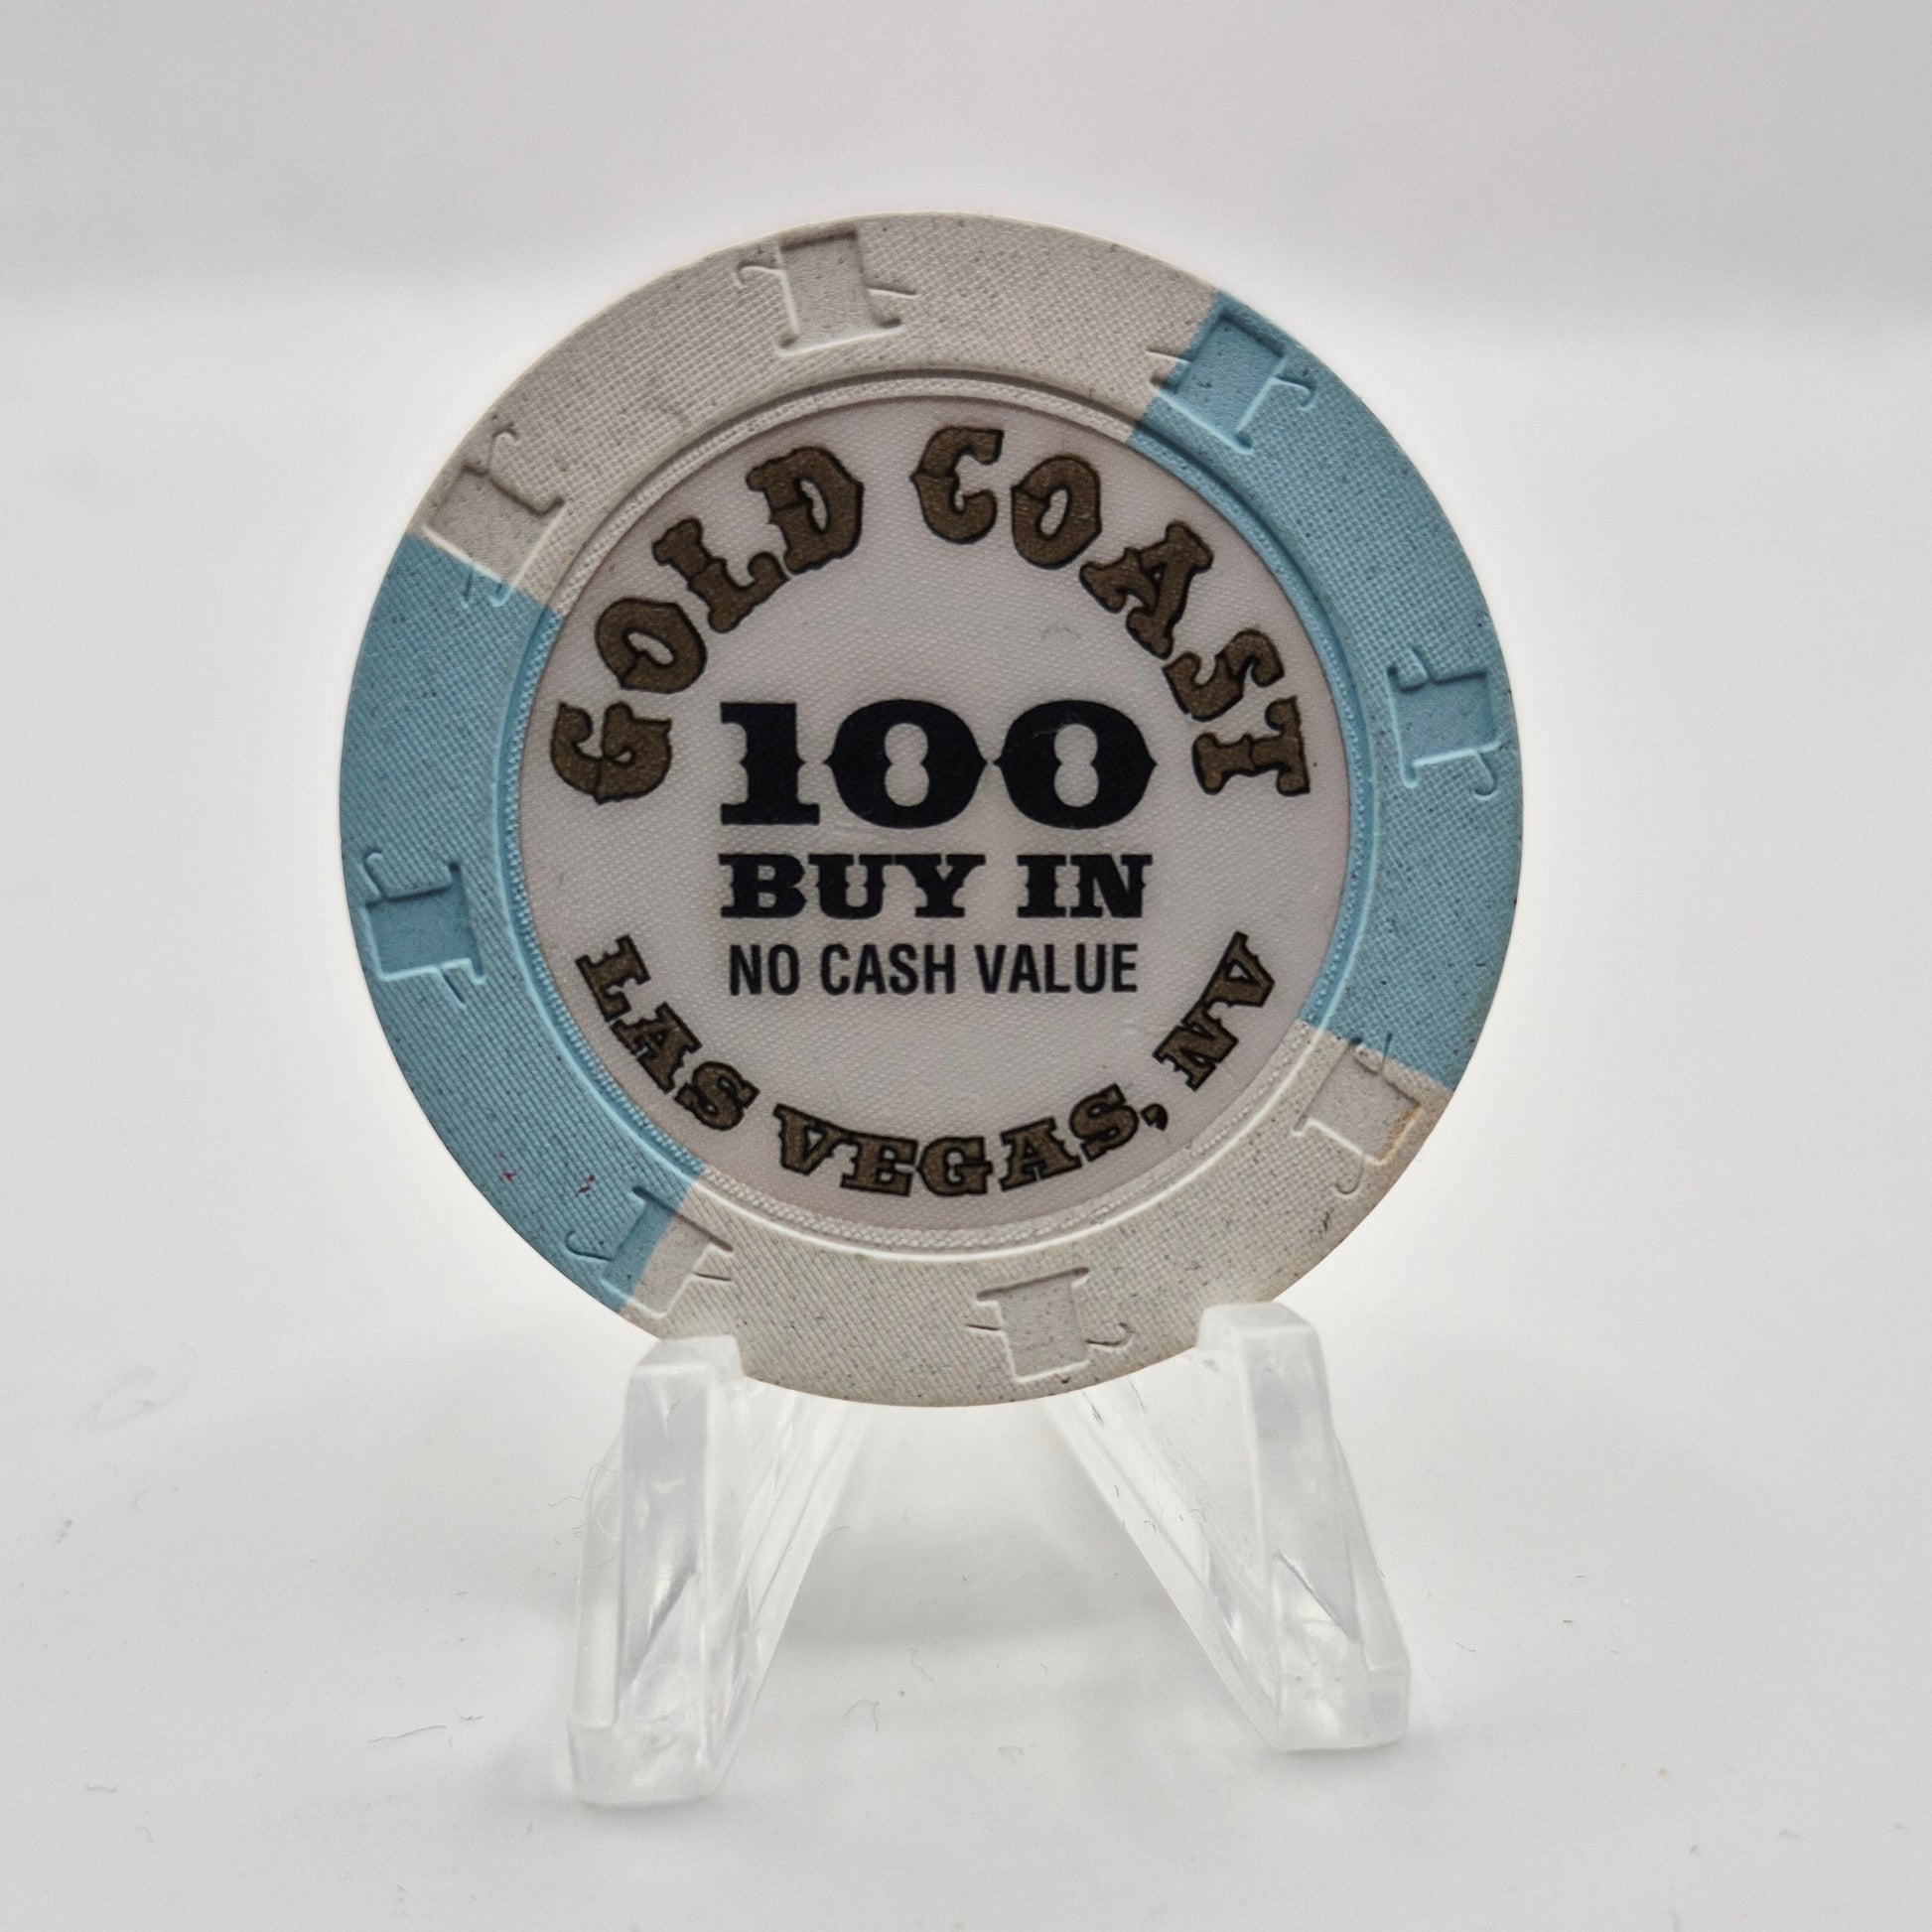 GOLD COAST
100
BUY IN
NO CASH VALUE
LAS VEGAS, NV